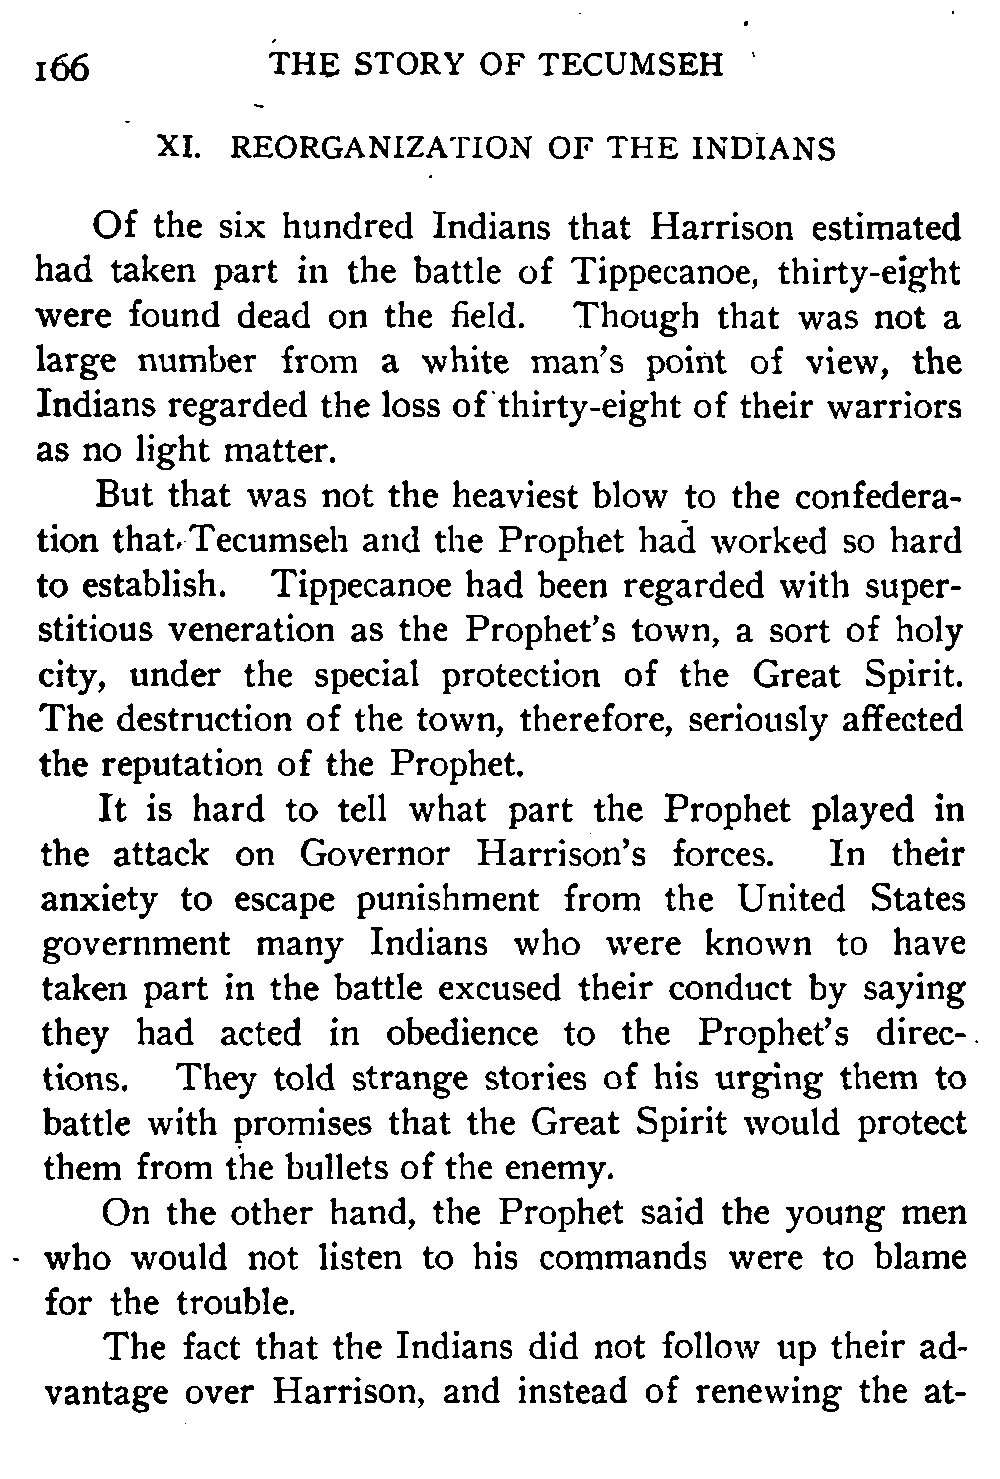 166 THE STORY OF TECUMSEH
XI. REORGANIZATION OF THE INDIANS
Of the six hundred Indians that Harrison estimated
had taken part in the battle of Tippecanoe, thirty-eight
were found dead on the field. Though that was not a
large number from a white man's point of view, the
Indians regarded the loss of thirty-eight of their warriors
as no light matter.
But that was not the heaviest blow to the confedera-
tion that Tecumseh and the Prophet had worked so hard
to establish. Tippecanoe had been regarded with super-
stitious veneration as the Prophet's town, a sort of holy
city, under the special protection of the Great Spirit.
The destruction of the town, therefore, seriously affected
the reputation of the Prophet.
It is hard to tell what part the Prophet played in
the attack on Governor Harrison's forces. In their
anxiety to escape punishment from the United States
government many Indians who were known to have
taken part in the battle excused their conduct by saying
they had acted in obedience to the Prophet's direc-
tions. They told strange stories of his urging them to
battle with promises that the Great Spirit would protect
them from the bullets of the enemy.
On the other hand, the Prophet said the young men
who would not listen to his commands were to blame
for the trouble.
The fact that the Indians did not follow up their ad-
vantage over Harrison, and instead of renewing the at-